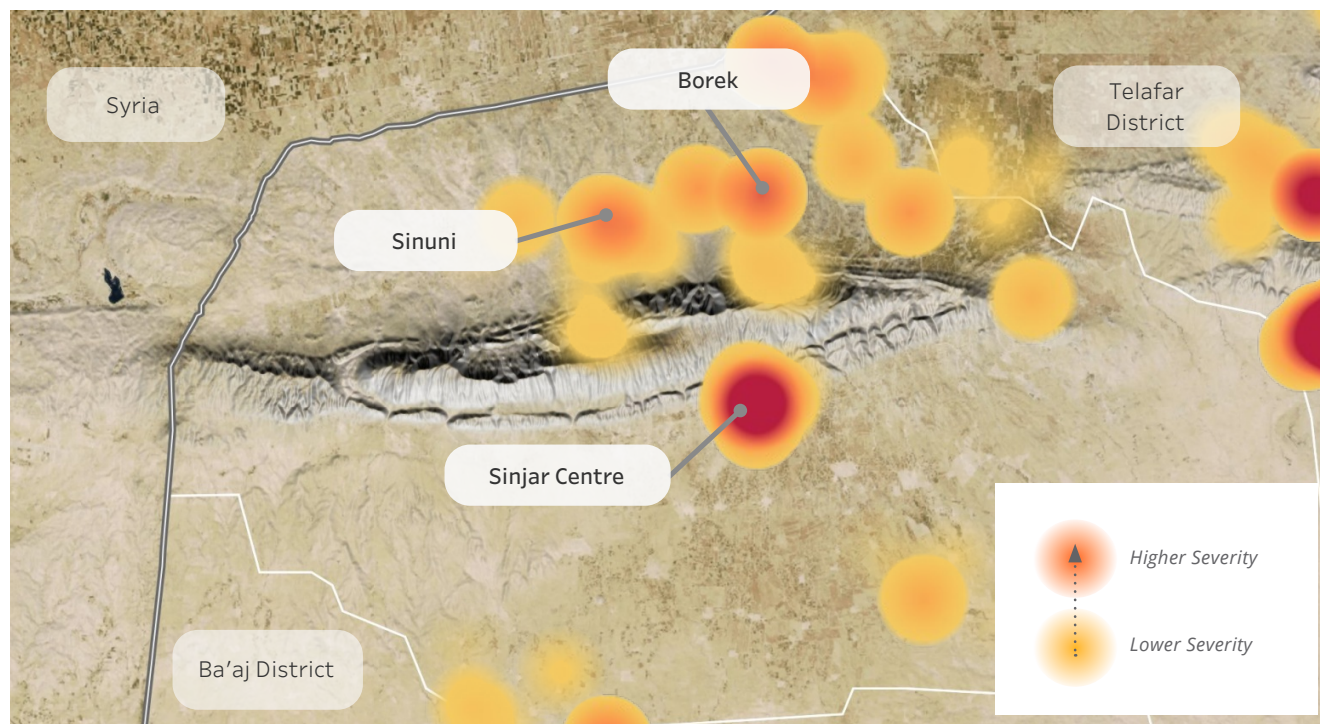 Syria
Borek
Telafar
District
Sinuni
Sinjar Centre
Higher Severity
Lower Severity
Ba’aj District